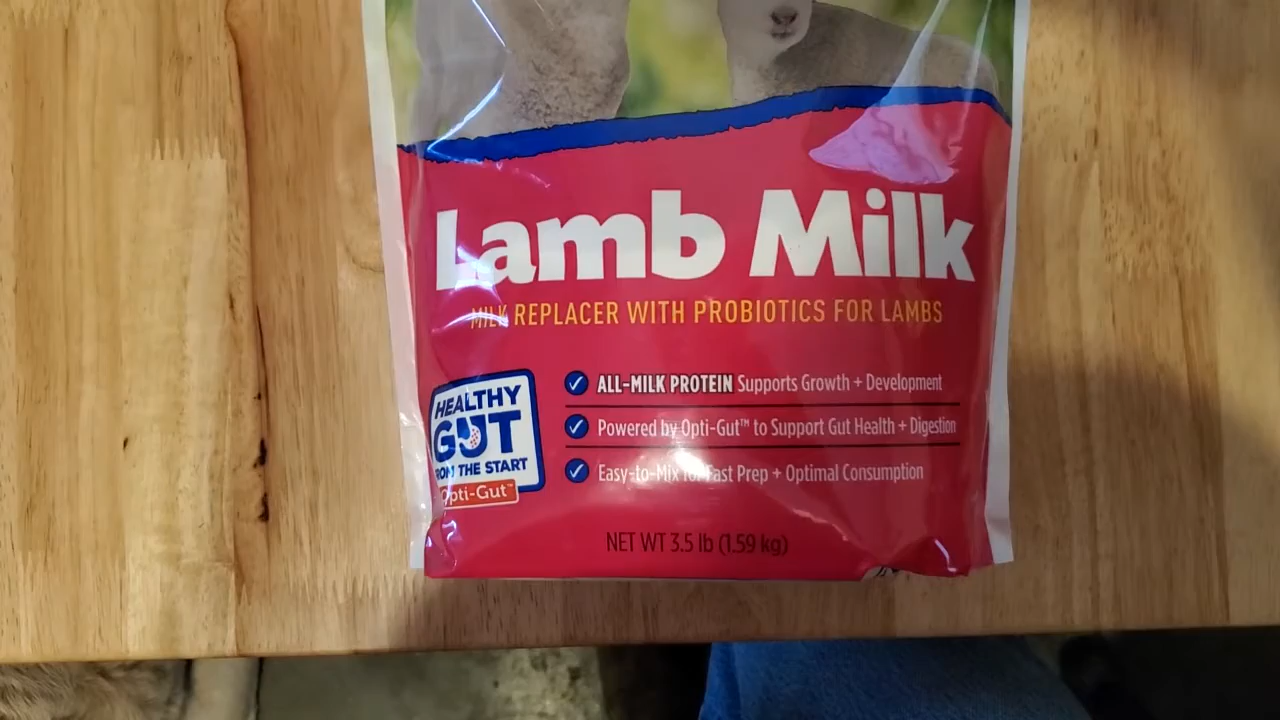 Lamb Milk
MILK REPLACER WITH PROBIOTICS FOR LAMBS
HEALTHY
GUT
FROM THE START
Opti-Gut™
ALL-MILK PROTEIN Supports Growth + Development
Powered by Opti-Gut™ to Support Gut Health + Digestion
Easy-to-Mix for Fast Prep + Optimal Consumption
NET WT 3.5 lb (1.59 kg)